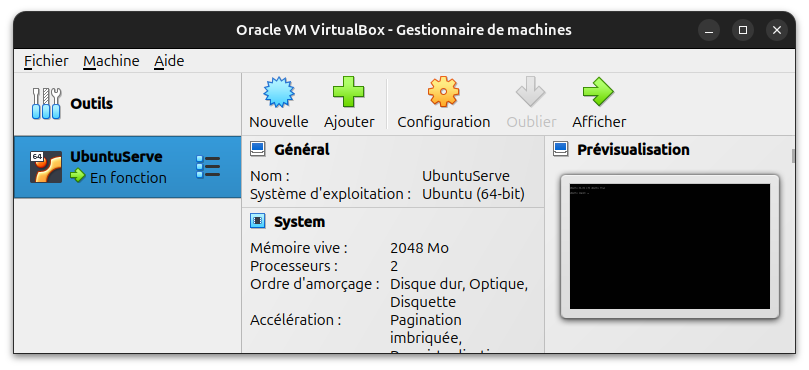 Oracle VM VirtualBox - Gestionnaire de machines
Fichier Machine Aide
Outils
Nouvelle Ajouter Configuration Oublier Afficher
64 UbuntuServe
En fonction
Général
Nom : UbuntuServe
Système d'exploitation : Ubuntu (64-bit)
System
Mémoire vive : 2048 Mo
Processeurs : 2
Ordre d'amorçage : Disque dur, Optique,
Disquette
Accélération : Pagination
imbriquée,
Prévisualisation